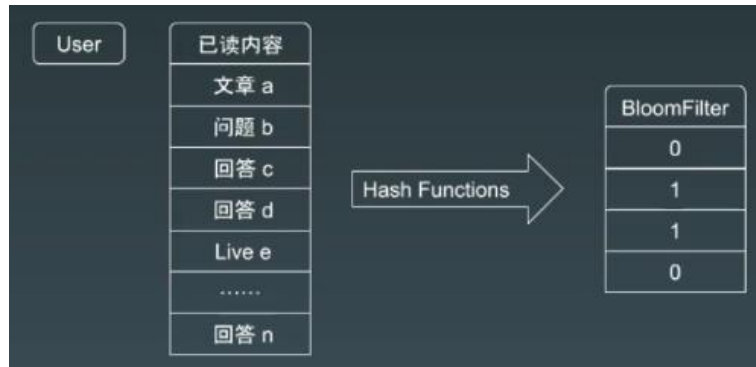 User
已读内容
文章 a
问题 b
回答 c
回答 d
Live e
······
回答 n
Hash Functions
BloomFilter
0
1
1
0